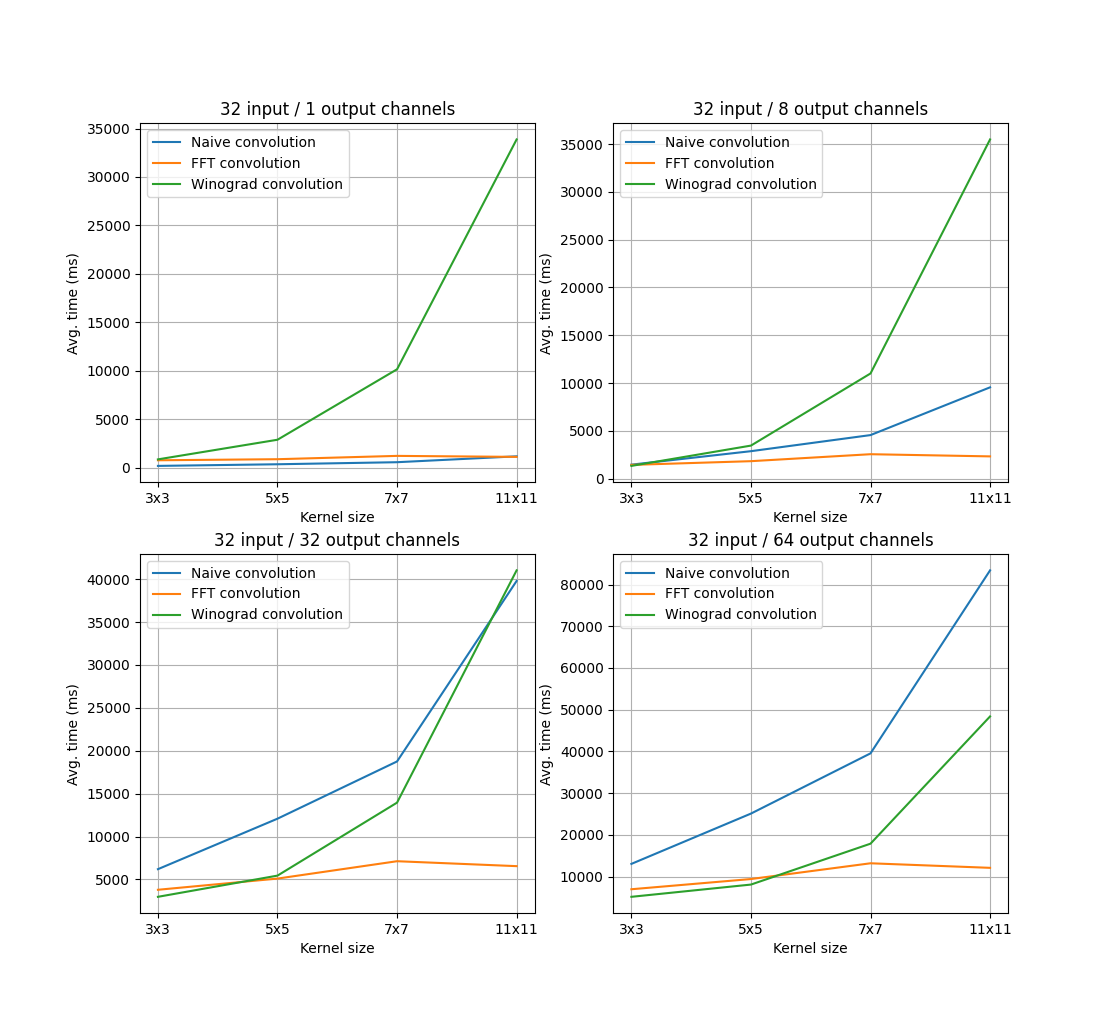 32 input / 1 output channels
35000
30000
25000
20000
15000
10000
5000
0
Avg. time (ms)
Naive convolution
FFT convolution
Winograd convolution
3x3 5x5 7x7 11x11
Kernel size
32 input / 8 output channels
35000
30000
25000
20000
15000
10000
5000
0
Avg. time (ms)
Naive convolution
FFT convolution
Winograd convolution
3x3 5x5 7x7 11x11
Kernel size
32 input / 32 output channels
40000
35000
30000
25000
20000
15000
10000
5000
Avg. time (ms)
Naive convolution
FFT convolution
Winograd convolution
3x3 5x5 7x7 11x11
Kernel size
32 input / 64 output channels
80000
70000
60000
50000
40000
30000
20000
10000
Avg. time (ms)
Naive convolution
FFT convolution
Winograd convolution
3x3 5x5 7x7 11x11
Kernel size